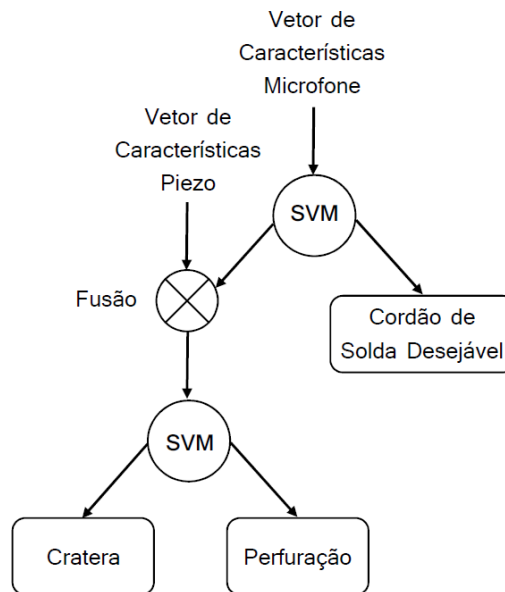 Vetor de
Características
Microfone
Vetor de
Características
Piezo
SVM
Fusão
Cordão de
Solda Desejável
SVM
Cratera
Perfuração